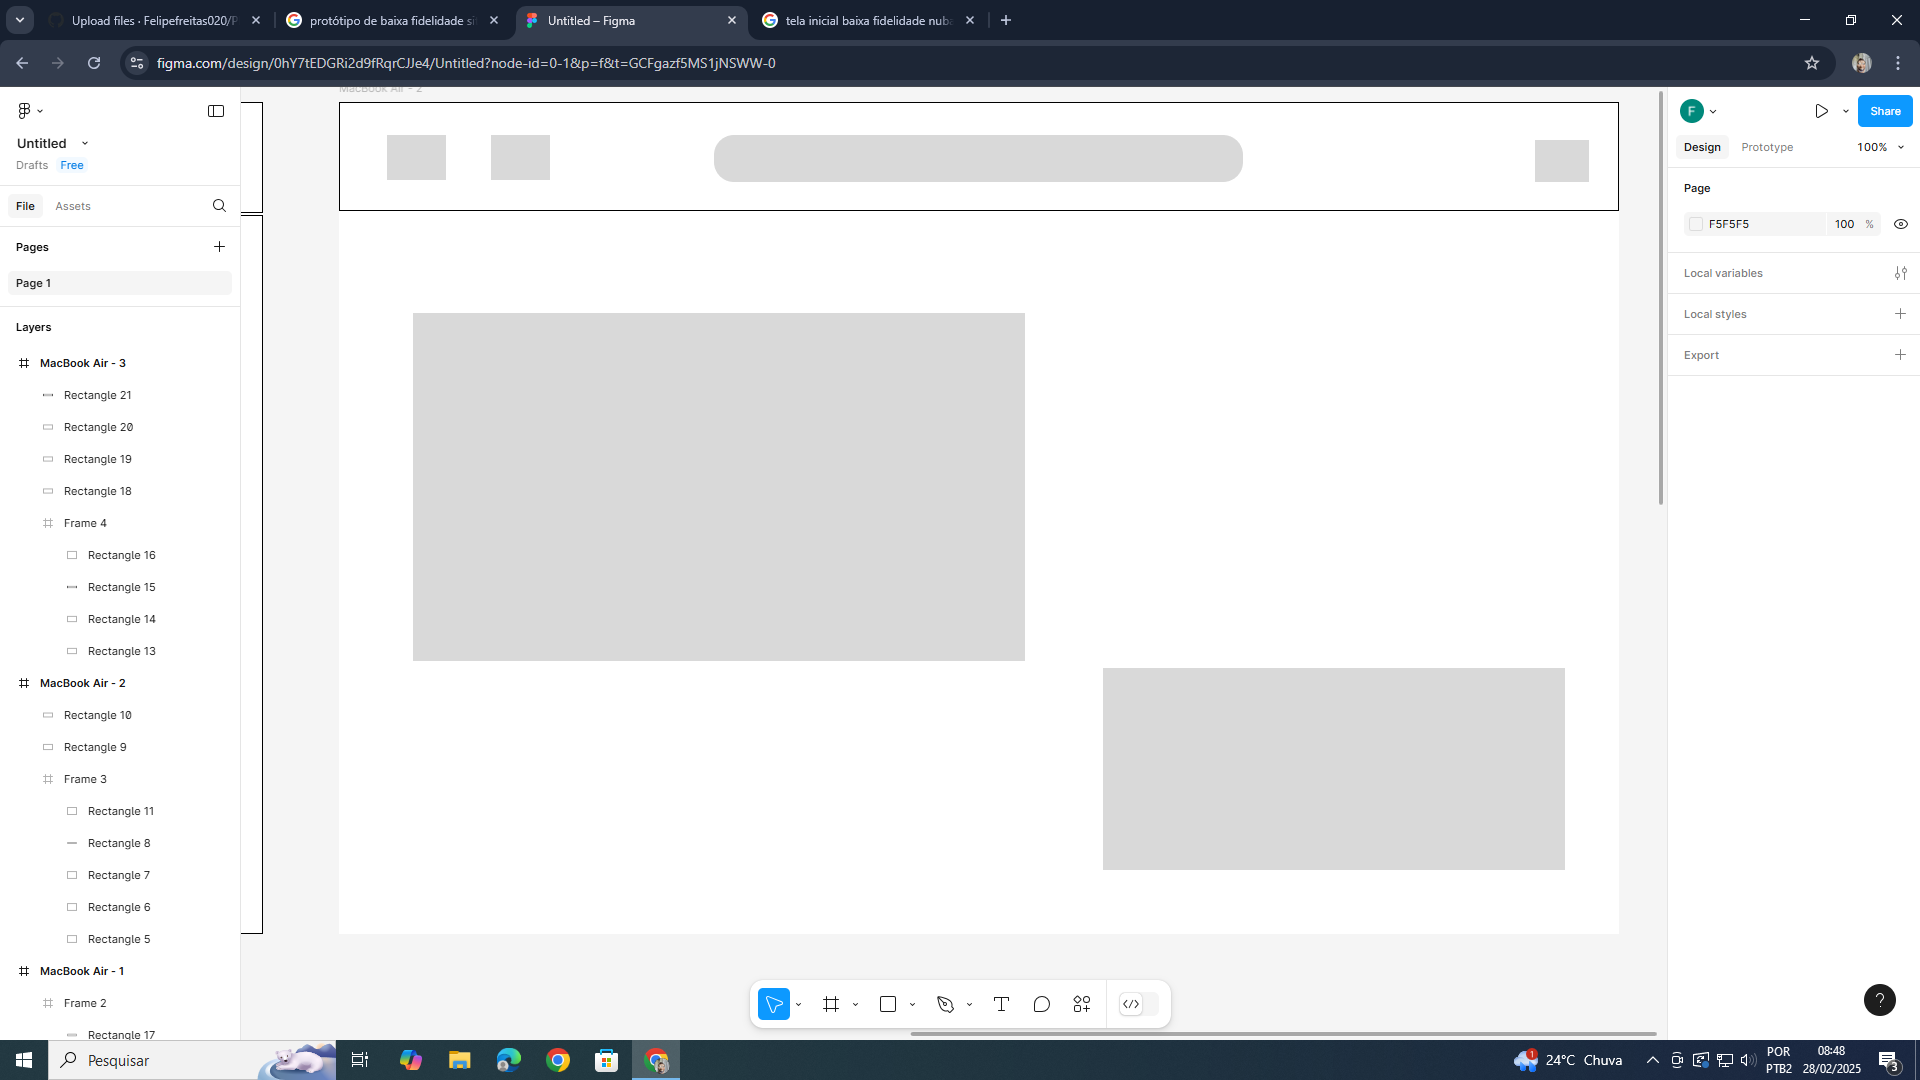 Upload files · Felipefreitas020/P
protótipo de baixa fidelidade si
Untitled – Figma
tela inicial baixa fidelidade nuba
figma.com/design/0hY7tEDGRi2d9fRqrCJJe4/Untitled?node-id=0-1&p=f&t=GCFgazf5MS1jNSWW-0
MacBook Air - 2
F
Share
Untitled
Drafts
Free
Design
Prototype
100%
File
Assets
Page
F5F5F5
100
%
Pages
Page 1
Local variables
Local styles
Export
Layers
MacBook Air - 3
Rectangle 21
Rectangle 20
Rectangle 19
Rectangle 18
Frame 4
Rectangle 16
Rectangle 15
Rectangle 14
Rectangle 13
MacBook Air - 2
Rectangle 10
Rectangle 9
Frame 3
Rectangle 11
Rectangle 8
Rectangle 7
Rectangle 6
Rectangle 5
MacBook Air - 1
Frame 2
Rectangle 17
?
Pesquisar
1
24°C Chuva
POR
PTB2
08:48
28/02/2025
3